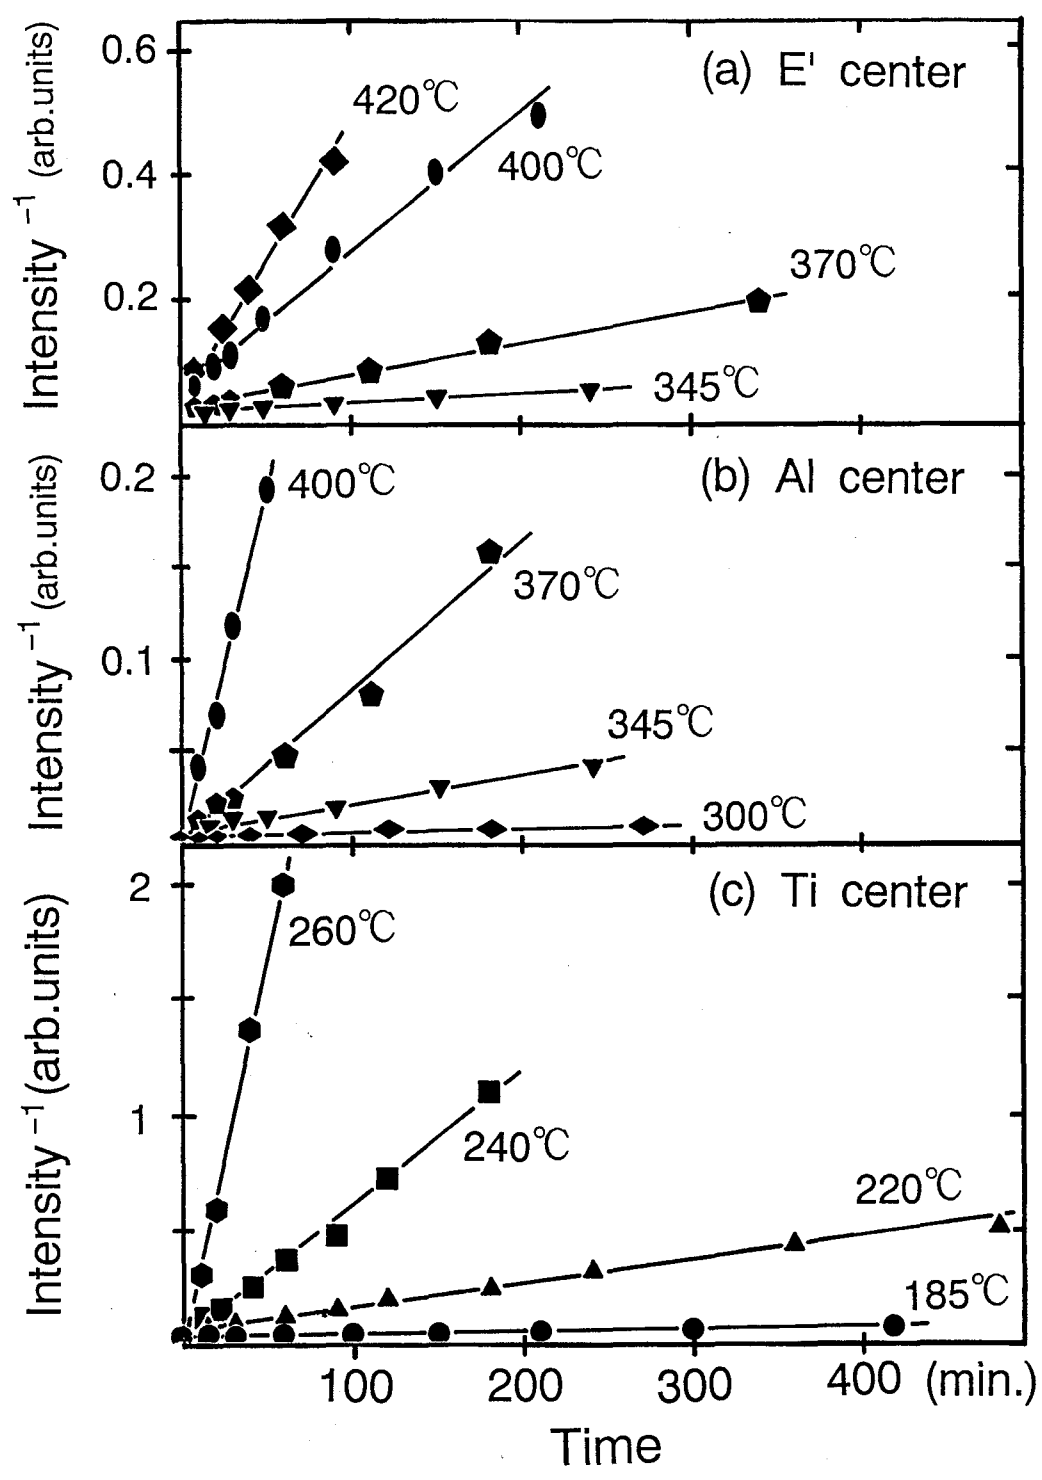 Intensity ⁻¹ (arb.units)
0.6
0.4
0.2
(a) E' center
420℃
400℃
370℃
345℃
Intensity ⁻¹ (arb.units)
0.2
0.1
(b) Al center
400℃
370℃
345℃
300℃
Intensity ⁻¹ (arb.units)
2
1
(c) Ti center
260℃
240℃
220℃
185℃
100 200 300 400 (min.)
Time